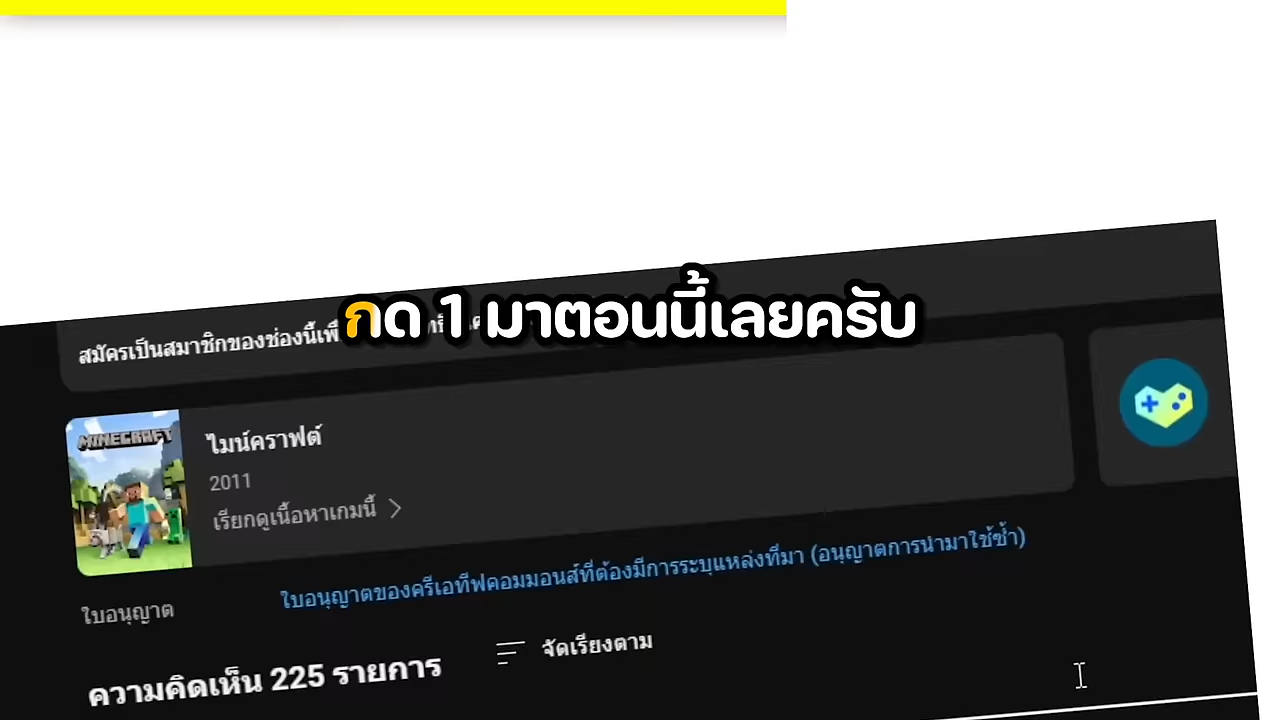 กด 1 มาตอนนี้เลยครับ
สมัครเป็นสมาชิกของช่องนี้เพื่
MINECRAFT
ไมน์คราฟต์
2011
เรียกดูเนื้อหาเกมนี้
ใบอนุญาต
ใบอนุญาตของครีเอทีฟคอมมอนส์ที่ต้องมีการระบุแหล่งที่มา (อนุญาตการนำมาใช้ซ้ำ)
ความคิดเห็น 225 รายการ
จัดเรียงตาม